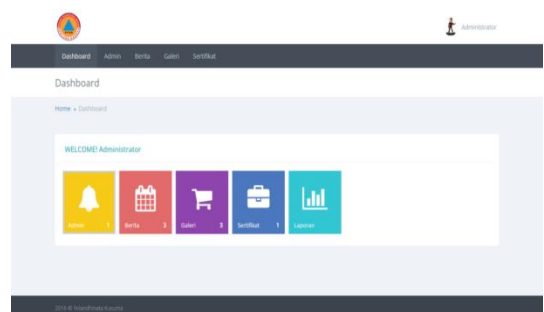 Administrator
Dashboard Admin Berita Galeri Sertifikat
Dashboard
Home » Dashboard
WELCOME! Administrator
Admin 1
Berita 3
Galeri 3
Sertifikat 1
Laporan
2016 ©